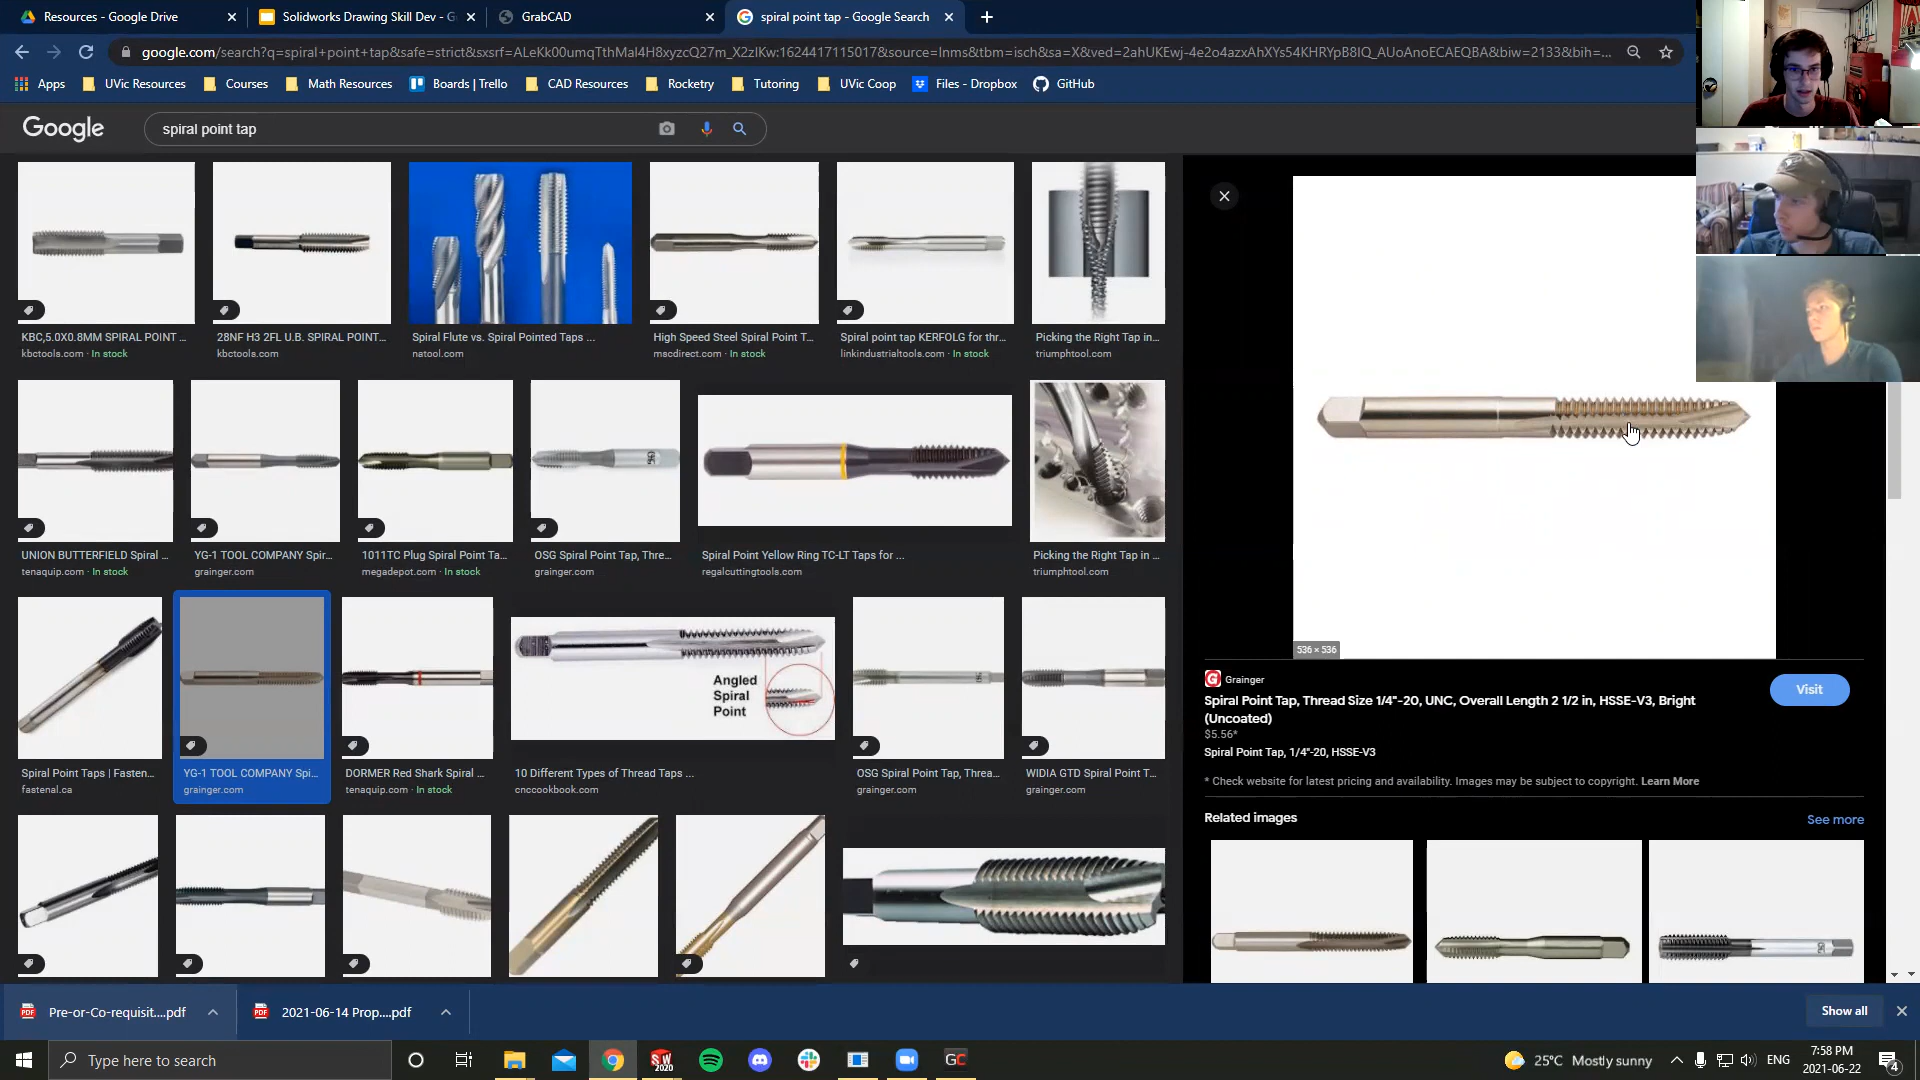 Resources - Google Drive
Solidworks Drawing Skill Dev - G
GrabCAD
spiral point tap - Google Search
google.com/search?q=spiral+point+tap&safe=strict&sxsrf=ALeKk00umqTthMal4H8xyzcQ27m_X2zIKw:1624417115017&source=lnms&tbm=isch&sa=X&ved=2ahUKEwj-4e2o4azxAhXYs54KHRYpB8IQ_AUoAnoECAEQBA&biw=2133&bih=...
Apps
UVic Resources
Courses
Math Resources
Boards | Trello
CAD Resources
Rocketry
Tutoring
UVic Coop
Files - Dropbox
GitHub
Google
spiral point tap
KBC,5.0X0.8MM SPIRAL POINT ...
kbctools.com · In stock
28NF H3 2FL U.B. SPIRAL POINT...
kbctools.com
Spiral Flute vs. Spiral Pointed Taps ...
natool.com
High Speed Steel Spiral Point T...
mscdirect.com · In stock
Spiral point tap KERFOLG for thr...
linkindustrialtools.com · In stock
Picking the Right Tap in...
triumphtool.com
UNION BUTTERFIELD Spiral ...
tenaquip.com · In stock
YG-1 TOOL COMPANY Spir...
grainger.com
1011TC Plug Spiral Point Ta...
megadepot.com · In stock
OSG Spiral Point Tap, Thre...
grainger.com
Spiral Point Yellow Ring TC-LT Taps for ...
regalcuttingtools.com
Picking the Right Tap in ...
triumphtool.com
Angled
Spiral
Point
Spiral Point Taps | Fasten...
fastenal.ca
YG-1 TOOL COMPANY Spi...
grainger.com
DORMER Red Shark Spiral ...
tenaquip.com · In stock
10 Different Types of Thread Taps ...
cnccookbook.com
OSG Spiral Point Tap, Threa...
grainger.com
WIDIA GTD Spiral Point T...
grainger.com
536 × 536
Grainger
Spiral Point Tap, Thread Size 1/4"-20, UNC, Overall Length 2 1/2 in, HSSE-V3, Bright
(Uncoated)
$5.56*
Spiral Point Tap, 1/4"-20, HSSE-V3
Visit
* Check website for latest pricing and availability. Images may be subject to copyright. Learn More
Related images
See more
Pre-or-Co-requisit....pdf
2021-06-14 Prop....pdf
Show all
Type here to search
SW
2020
GC
25°C Mostly sunny
ENG
7:58 PM
2021-06-22
4